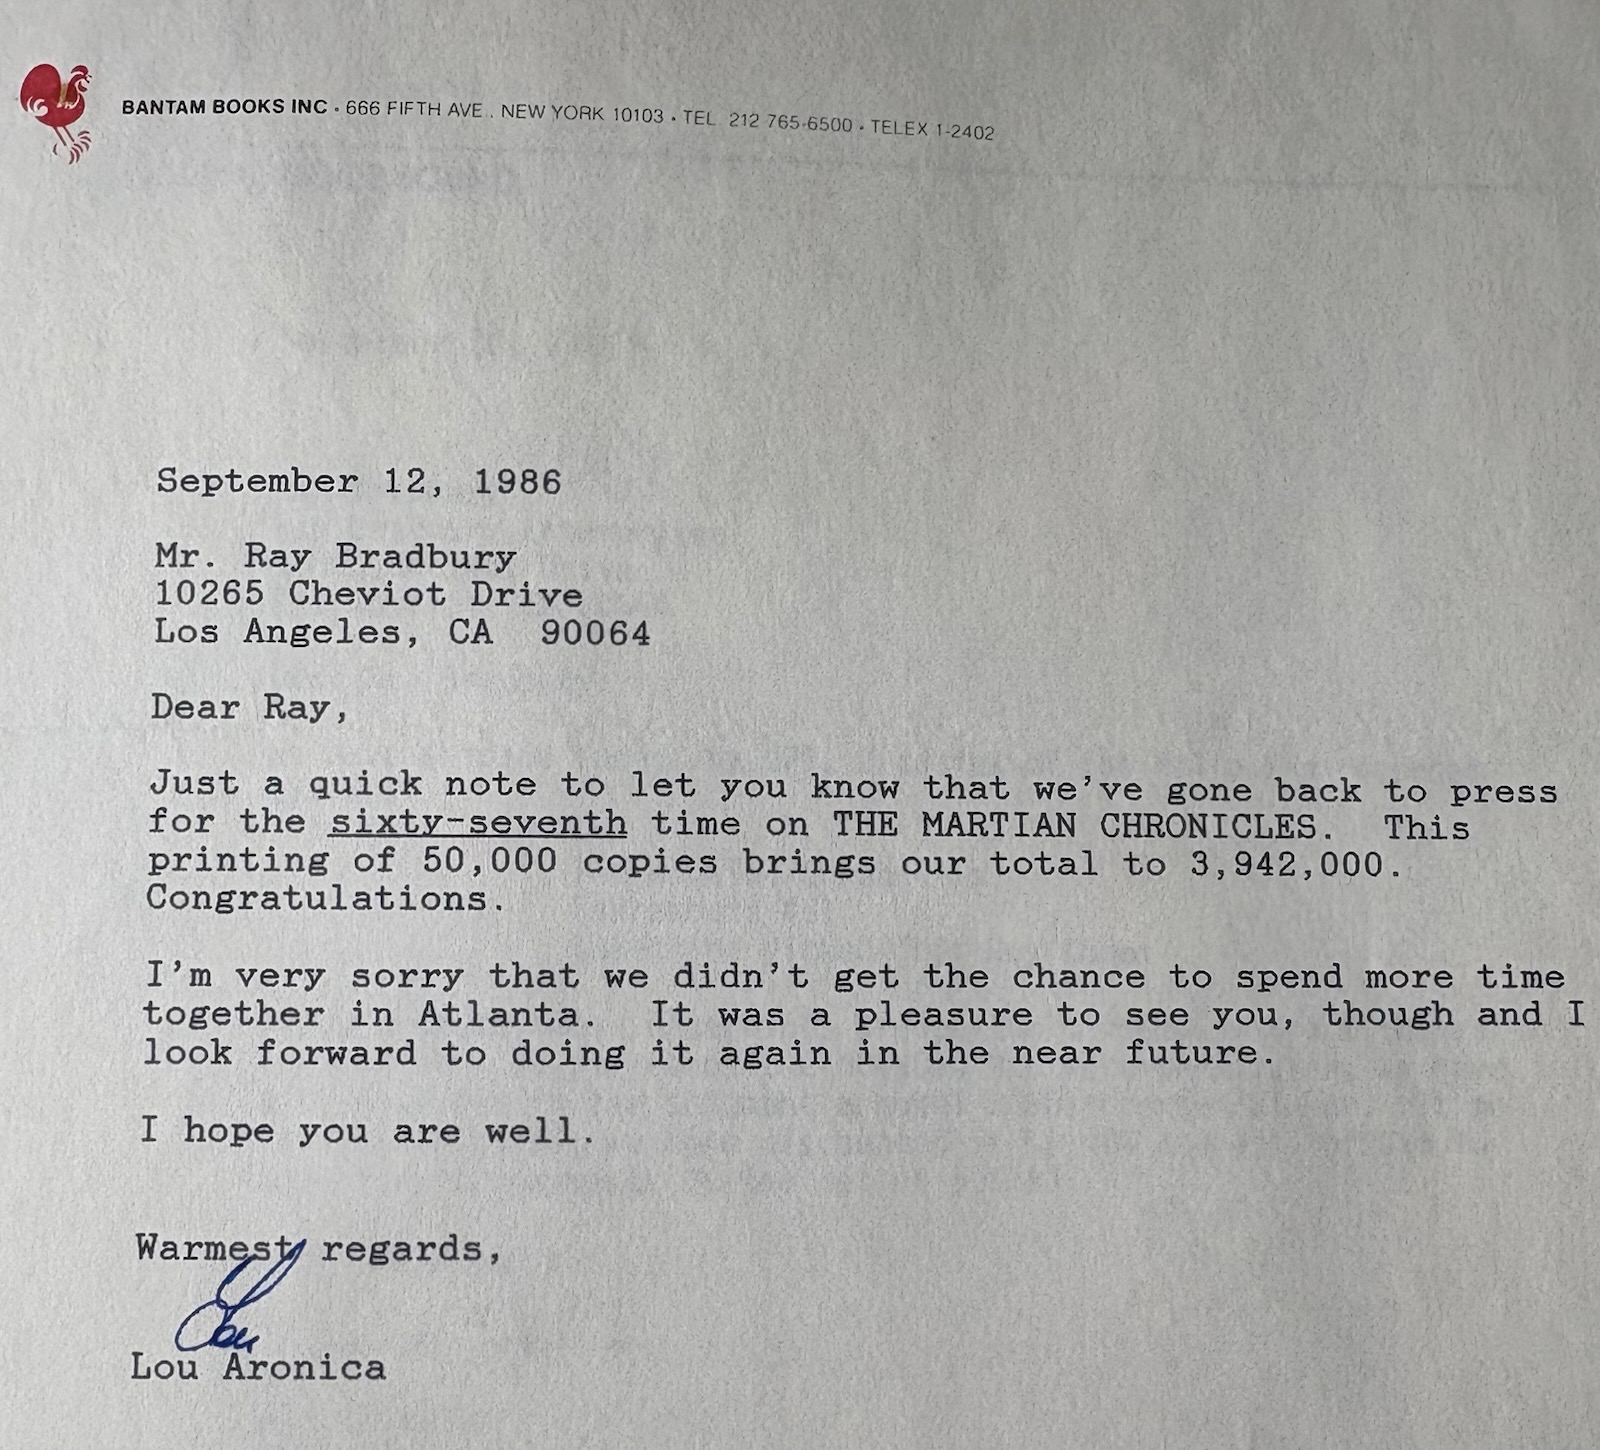 BANTAM BOOKS INC · 666 FIFTH AVE., NEW YORK 10103 · TEL 212 765-6500 · TELEX 1-2402
September 12, 1986
Mr. Ray Bradbury
10265 Cheviot Drive
Los Angeles, CA  90064
Dear Ray,
Just a quick note to let you know that we've gone back to press
for the sixty-seventh time on THE MARTIAN CHRONICLES.  This
printing of 50,000 copies brings our total to 3,942,000.
Congratulations.
I'm very sorry that we didn't get the chance to spend more time
together in Atlanta.  It was a pleasure to see you, though and I
look forward to doing it again in the near future.
I hope you are well.
Warmest regards,
Lou
Lou Aronica